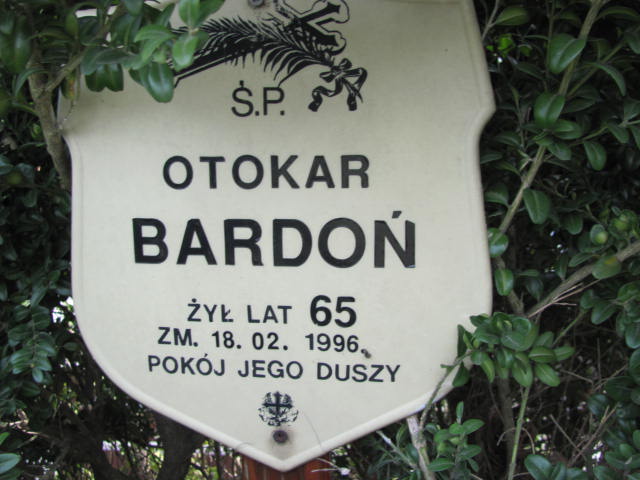 Ś.P.
OTOKAR
BARDOŃ
ŻYŁ LAT 65
ZM. 18. 02. 1996.
POKÓJ JEGO DUSZY